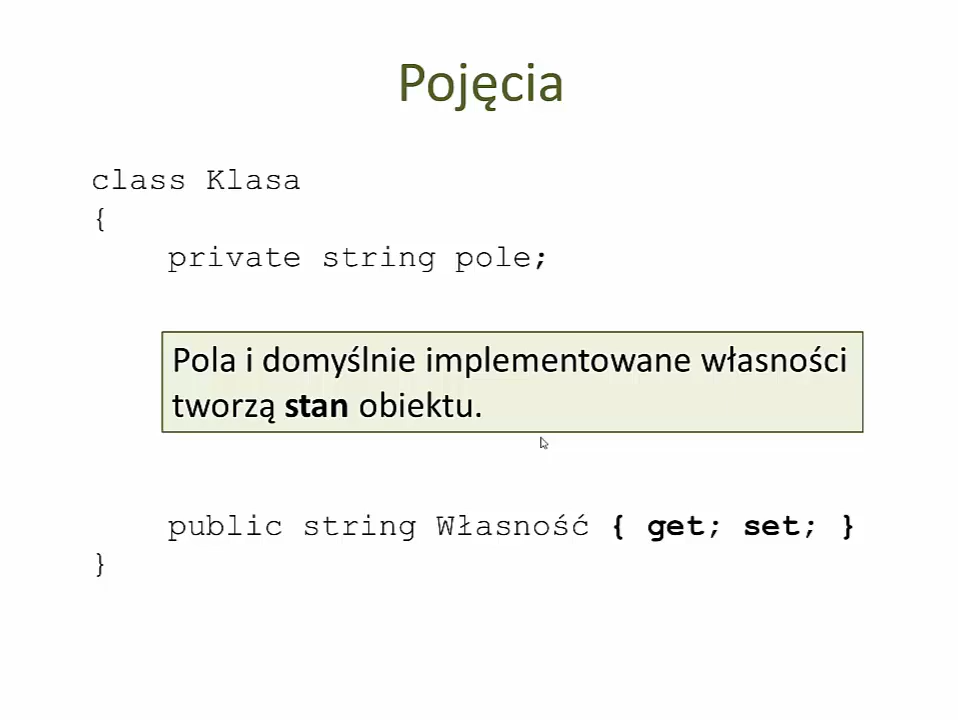 Pojęcia
class Klasa
{
private string pole;
Pola i domyślnie implementowane własności
tworzą stan obiektu.
public string Własność { get; set; }
}